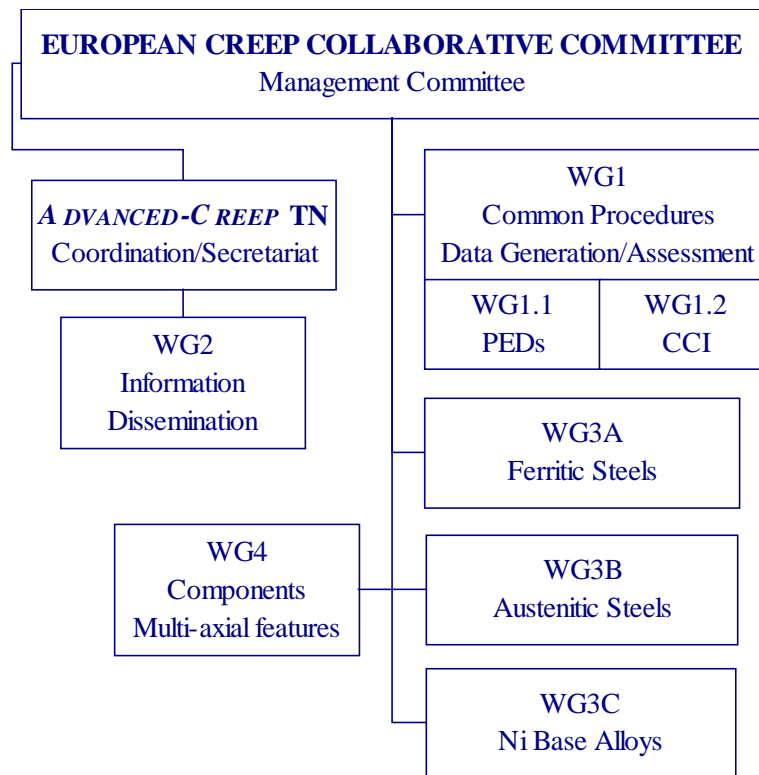 EUROPEAN CREEP COLLABORATIVE COMMITTEE
Management Committee
ADVANCED-CREEP TN
Coordination/Secretariat
WG2
Information
Dissemination
WG4
Components
Multi-axial features
WG1
Common Procedures
Data Generation/Assessment
WG1.1
PEDs
WG1.2
CCI
WG3A
Ferritic Steels
WG3B
Austenitic Steels
WG3C
Ni Base Alloys